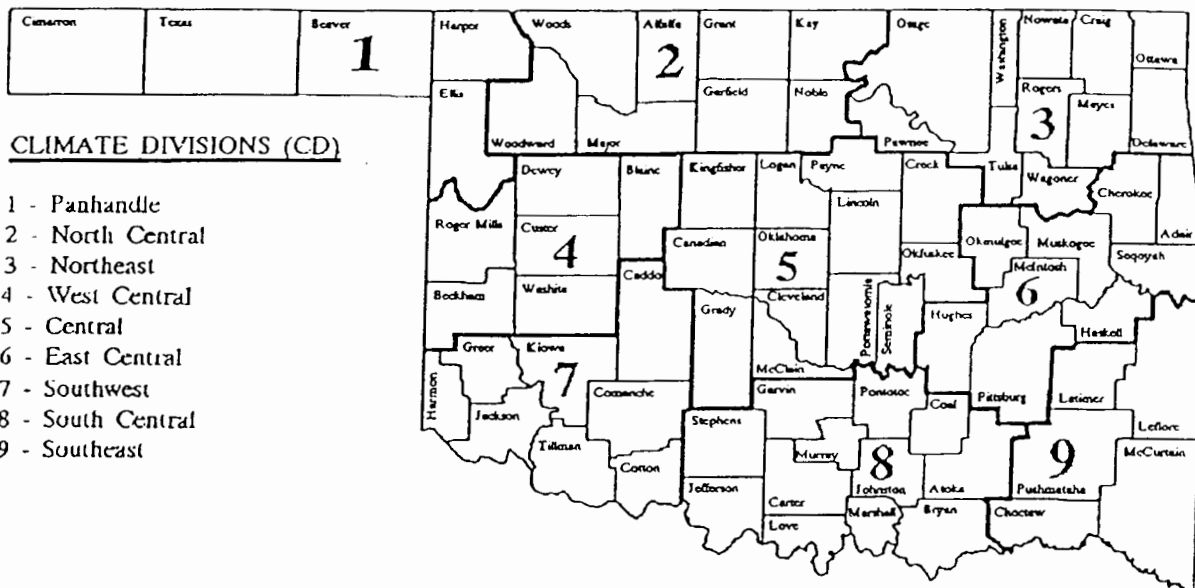 Cimarron
Texas
Beaver
1
Harper
Woods
Alfalfa
2
Grant
Kay
Osage
Washington
Nowata
Craig
Ottawa
Ellis
Woodward
Major
Garfield
Noble
Pawnee
Rogers
3
Mayes
Delaware
CLIMATE DIVISIONS (CD)
1 - Panhandle
2 - North Central
3 - Northeast
4 - West Central
5 - Central
6 - East Central
7 - Southwest
8 - South Central
9 - Southeast
Dewey
Blaine
Kingfisher
Logan
Payne
Creek
Tulsa
Wagoner
Cherokee
Adair
Roger Mills
Custer
4
Canadian
Oklahoma
5
Lincoln
Okfuskee
Okmulgee
Muskogee
Sequoyah
McIntosh
6
Beckham
Washita
Caddo
Grady
Cleveland
Pottawatomie
Seminole
Hughes
Haskell
McClain
Greer
Kiowa
7
Harmon
Jackson
Comanche
Tillman
Cotton
Stephens
Garvin
Pontotoc
Coal
Pittsburg
Latimer
Leflore
McCurtain
Murray
8
Johnston
Atoka
9
Pushmataha
Jefferson
Carter
Love
Marshall
Bryan
Choctaw